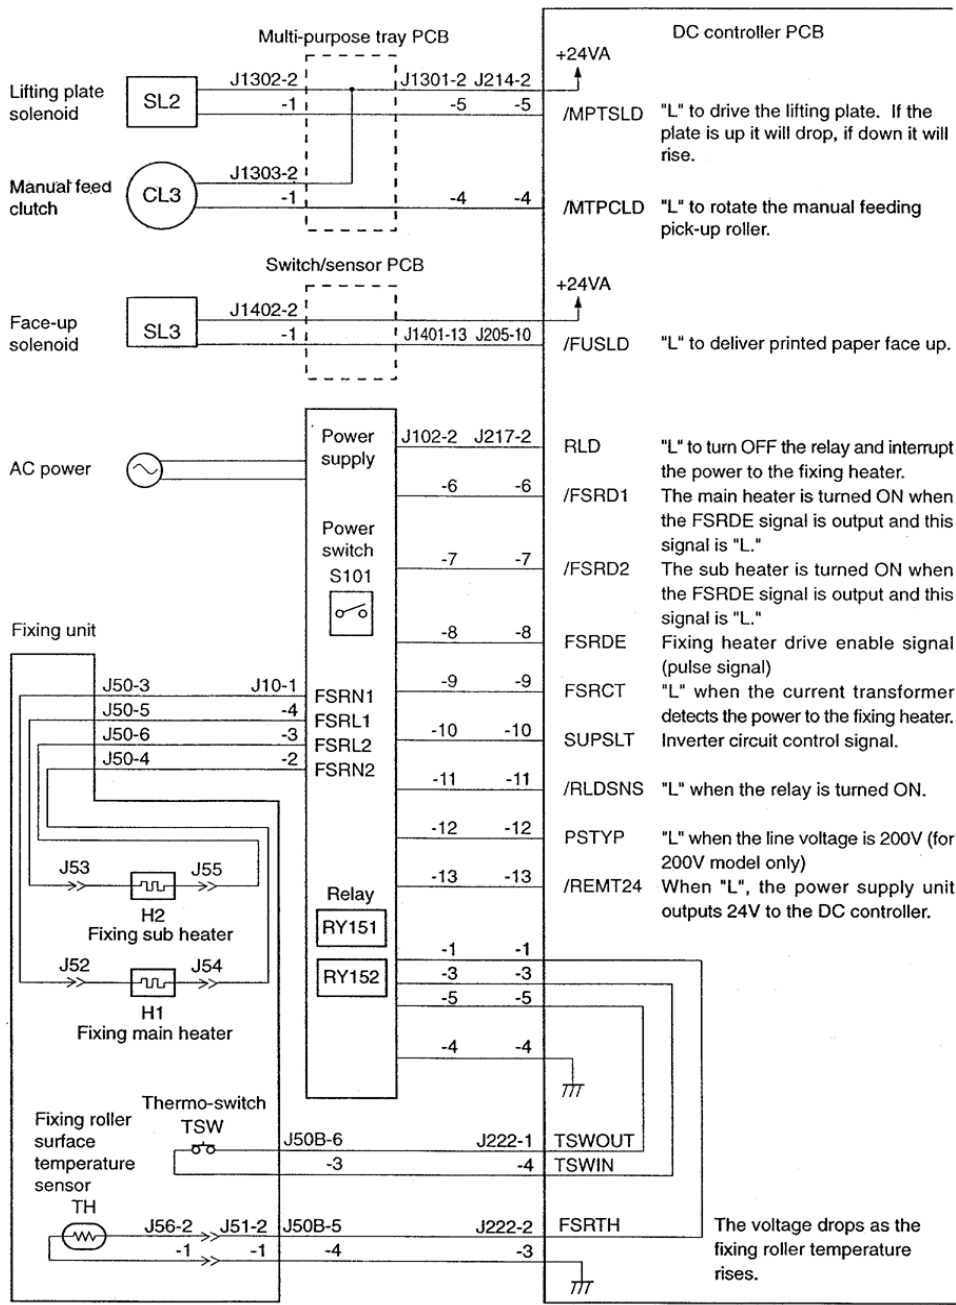 Multi-purpose tray PCB
DC controller PCB
+24VA
Lifting plate
solenoid
SL2
J1302-2
J1301-2 J214-2
-1
-5
-5
/MPTSLD
"L" to drive the lifting plate. If the
plate is up it will drop, if down it will
rise.
Manual feed
clutch
CL3
J1303-2
-1
-4
-4
/MTPCLD
"L" to rotate the manual feeding
pick-up roller.
Switch/sensor PCB
+24VA
Face-up
solenoid
SL3
J1402-2
-1
J1401-13 J205-10
/FUSLD
"L" to deliver printed paper face up.
AC power
Power
supply
J102-2 J217-2
RLD
"L" to turn OFF the relay and interrupt
the power to the fixing heater.
-6
-6
/FSRD1
The main heater is turned ON when
the FSRDE signal is output and this
signal is "L."
Power
switch
S101
-7
-7
/FSRD2
The sub heater is turned ON when
the FSRDE signal is output and this
signal is "L."
-8
-8
FSRDE
Fixing heater drive enable signal
(pulse signal)
-9
-9
FSRCT
"L" when the current transformer
detects the power to the fixing heater.
-10
-10
SUPSLT
Inverter circuit control signal.
-11
-11
/RLDSNS
"L" when the relay is turned ON.
-12
-12
PSTYP
"L" when the line voltage is 200V (for
200V model only)
-13
-13
/REMT24
When "L", the power supply unit
outputs 24V to the DC controller.
Fixing unit
J50-3
J10-1
FSRN1
J50-5
-4
FSRL1
J50-6
-3
FSRL2
J50-4
-2
FSRN2
J53
J55
H2
Fixing sub heater
J52
J54
H1
Fixing main heater
Relay
RY151
RY152
-1
-1
-3
-3
-5
-5
-4
-4
Thermo-switch
TSW
J50B-6
J222-1
TSWOUT
-3
-4
TSWIN
Fixing roller
surface
temperature
sensor
TH
J56-2
J51-2
J50B-5
J222-2
FSRTH
-1
-1
-4
-3
The voltage drops as the
fixing roller temperature
rises.